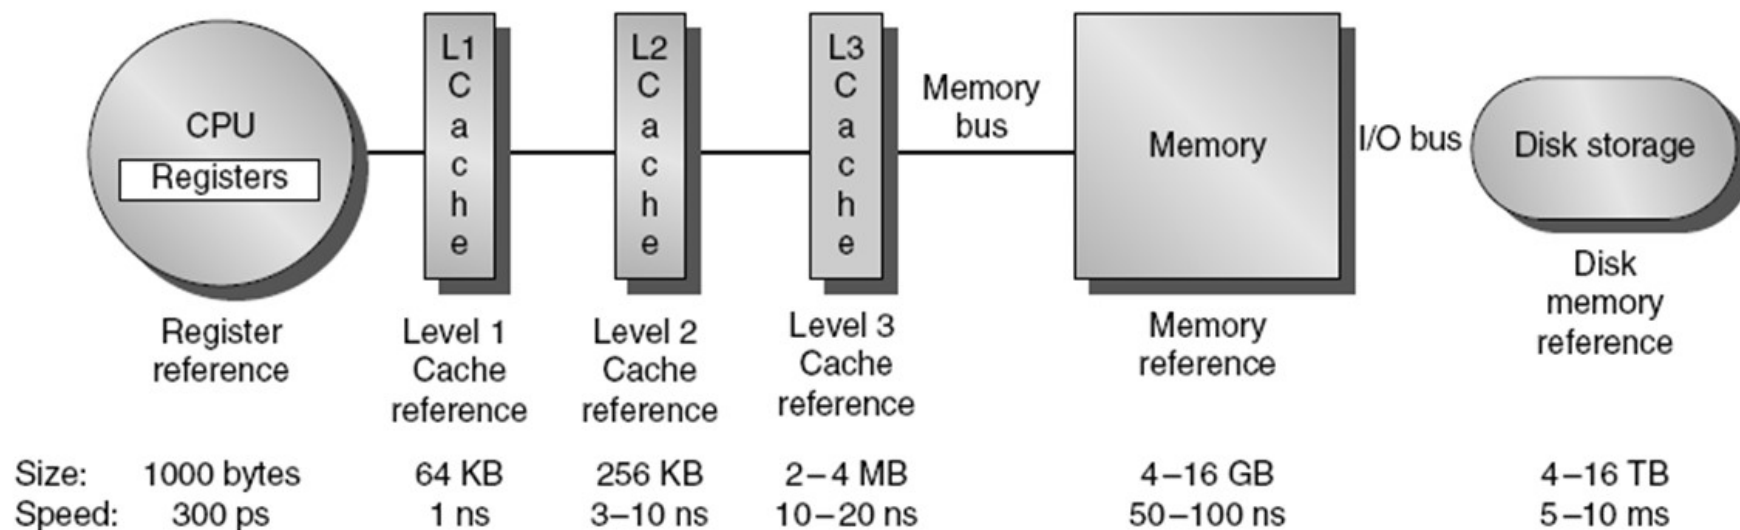 CPU
Registers
L1
C
a
c
h
e
L2
C
a
c
h
e
L3
C
a
c
h
e
Memory
bus
Memory
I/O bus
Disk storage
Register
reference
Level 1
Cache
reference
Level 2
Cache
reference
Level 3
Cache
reference
Memory
reference
Disk
memory
reference
Size: 1000 bytes 64 KB 256 KB 2–4 MB 4–16 GB 4–16 TB
Speed: 300 ps 1 ns 3–10 ns 10–20 ns 50–100 ns 5–10 ms